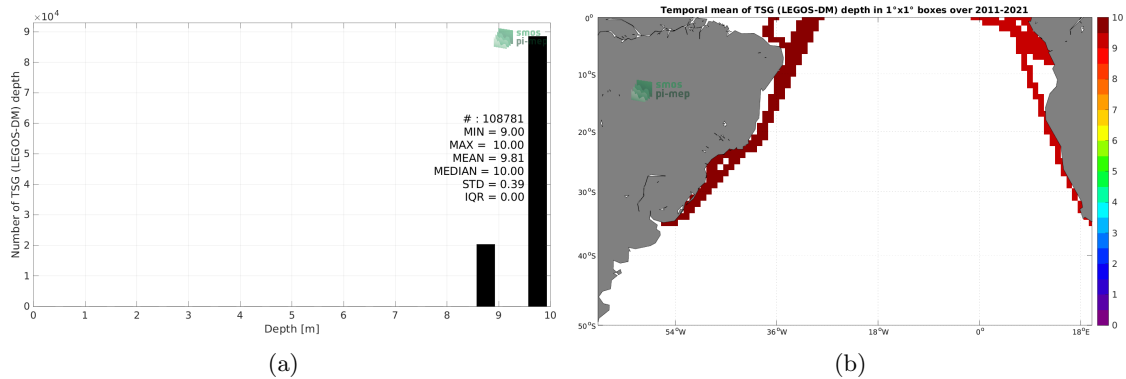 ×10⁴
9
8
7
6
5
4
3
2
1
0
Number of TSG (LEGOS-DM) depth
smos
pi-mep
# : 108781
MIN = 9.00
MAX = 10.00
MEAN = 9.81
MEDIAN = 10.00
STD = 0.39
IQR = 0.00
0 1 2 3 4 5 6 7 8 9 10
Depth [m]
(a)
Temporal mean of TSG (LEGOS-DM) depth in 1°x1° boxes over 2011-2021
0°
10°S
20°S
30°S
40°S
50°S
smos
pi-mep
54°W 36°W 18°W 0° 18°E
10
9
8
7
6
5
4
3
2
1
0
(b)